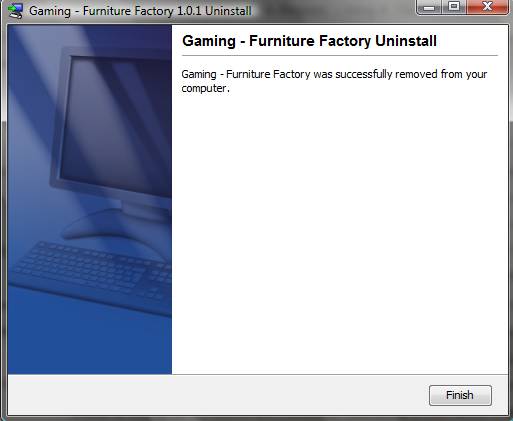 Gaming - Furniture Factory 1.0.1 Uninstall
Gaming - Furniture Factory Uninstall
Gaming - Furniture Factory was successfully removed from your
computer.
Finish